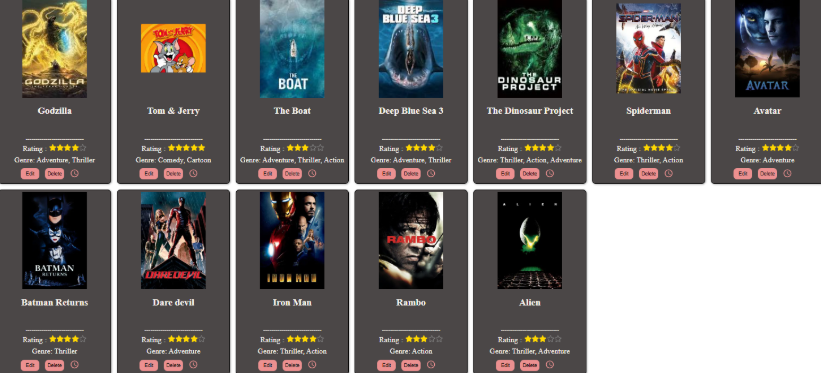 GODZILLA
Godzilla
Rating :
Genre: Adventure, Thriller
Edit Delete
TOM and JERRY
Tom & Jerry
Rating :
Genre: Comedy, Cartoon
Edit Delete
THE
BOAT
The Boat
Rating :
Genre: Adventure, Thriller, Action
Edit Delete
DEEP
BLUE SEA 3
Deep Blue Sea 3
Rating :
Genre: Adventure, Thriller
Edit Delete
THE
DINOSAUR
PROJECT
The Dinosaur Project
Rating :
Genre: Thriller, Action, Adventure
Edit Delete
SPIDER-MAN
Spiderman
Rating :
Genre: Thriller, Action
Edit Delete
AVATAR
Avatar
Rating :
Genre: Adventure
Edit Delete
BATMAN
RETURNS
Batman Returns
Rating :
Genre: Thriller
Edit Delete
DAREDEVIL
Dare devil
Rating :
Genre: Adventure
Edit Delete
IRON MAN
Iron Man
Rating :
Genre: Thriller, Action
Edit Delete
RAMBO
Rambo
Rating :
Genre: Action
Edit Delete
ALIEN
Alien
Rating :
Genre: Thriller, Adventure
Edit Delete